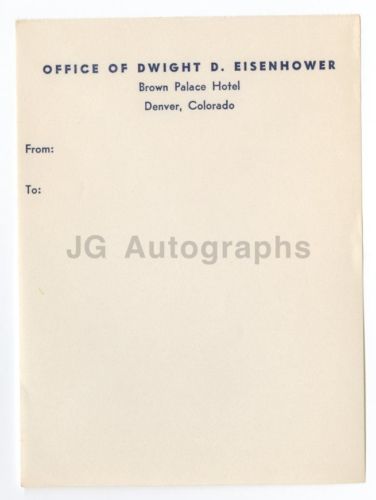 OFFICE OF DWIGHT D. EISENHOWER
Brown Palace Hotel
Denver, Colorado
From:
To:
JG Autographs